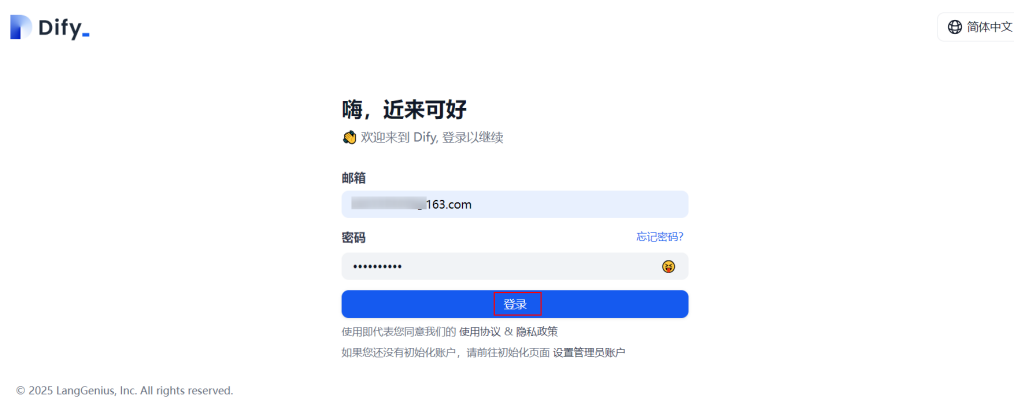 Dify_
简体中文
嗨，近来可好
👋 欢迎来到 Dify, 登录以继续
邮箱
163.com
密码 忘记密码?
••••••••••
登录
使用即代表您同意我们的 使用协议 & 隐私政策
如果您还没有初始化账户，请前往初始化页面 设置管理员账户
© 2025 LangGenius, Inc. All rights reserved.